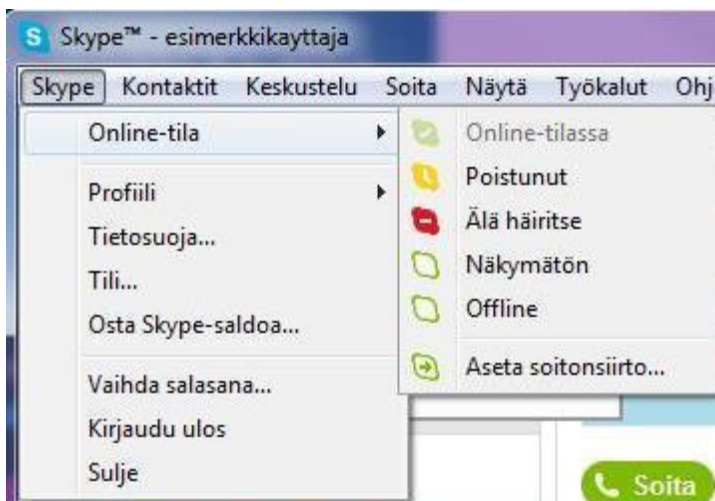 S Skype™ - esimerkkikayttaja
Skype Kontaktit Keskustelu Soita Näytä Työkalut Ohj
Online-tila
Profiili
Tietosuoja...
Tili...
Osta Skype-saldoa...
Vaihda salasana...
Kirjaudu ulos
Sulje
Online-tilassa
Poistunut
Älä häiritse
Näkymätön
Offline
Aseta soitonsiirto...
Soita